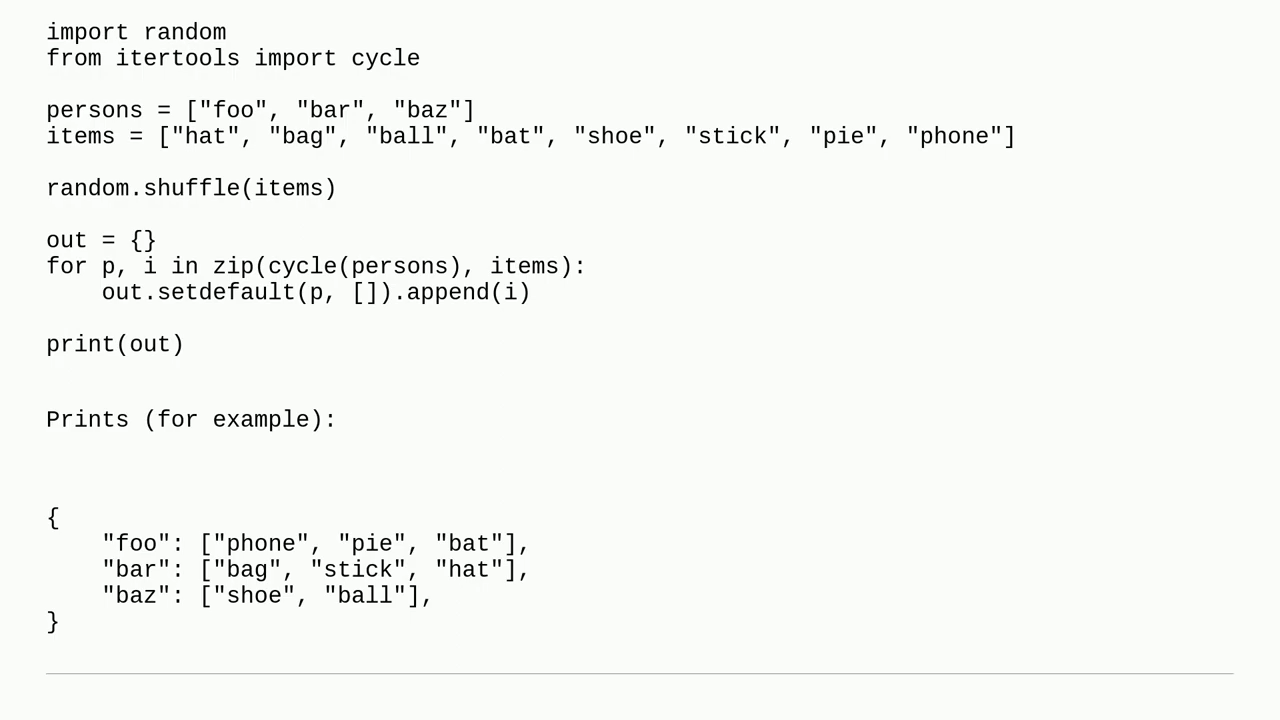 import random
from itertools import cycle
persons = ["foo", "bar", "baz"]
items = ["hat", "bag", "ball", "bat", "shoe", "stick", "pie", "phone"]
random.shuffle(items)
out = {}
for p, i in zip(cycle(persons), items):
    out.setdefault(p, []).append(i)
print(out)
Prints (for example):
{
    "foo": ["phone", "pie", "bat"],
    "bar": ["bag", "stick", "hat"],
    "baz": ["shoe", "ball"],
}